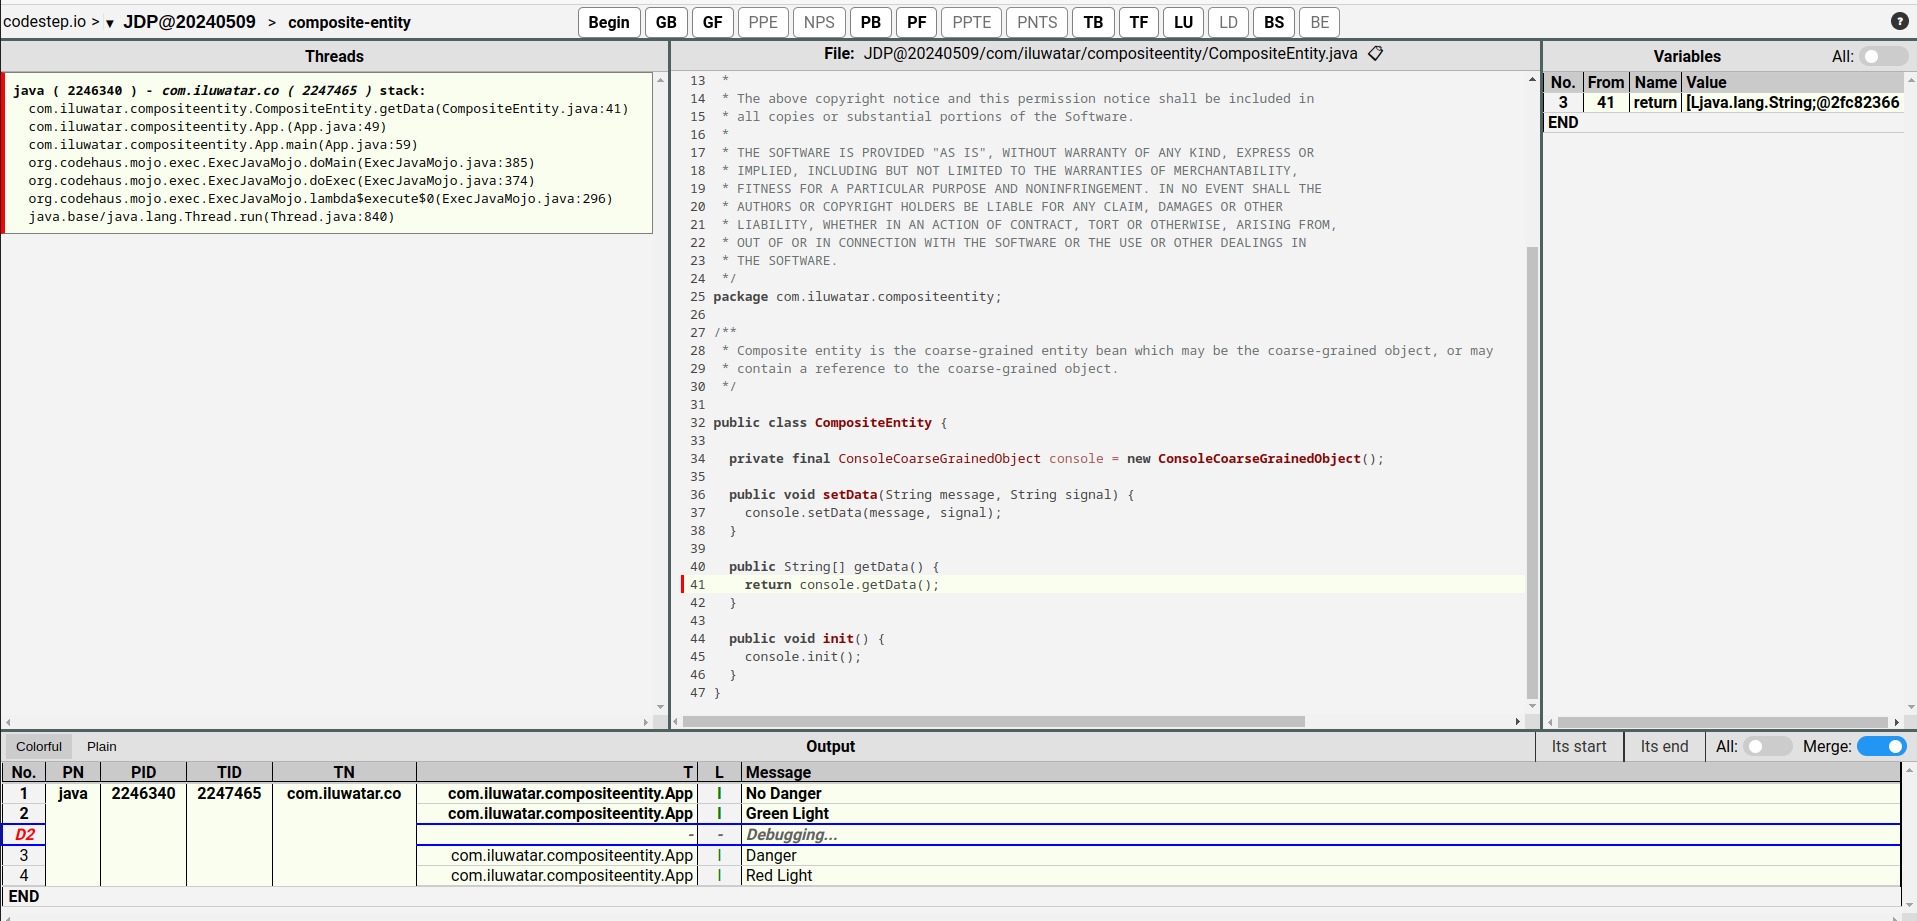 codestep.io > ▼ JDP@20240509 > composite-entity Begin GB GF PPE NPS PB PF PPTE PNTS TB TF LU LD BS BE ?
Threads
java ( 2246340 ) - com.iluwatar.co ( 2247465 ) stack:
com.iluwatar.compositeentity.CompositeEntity.getData(CompositeEntity.java:41)
com.iluwatar.compositeentity.App.(App.java:49)
com.iluwatar.compositeentity.App.main(App.java:59)
org.codehaus.mojo.exec.ExecJavaMojo.doMain(ExecJavaMojo.java:385)
org.codehaus.mojo.exec.ExecJavaMojo.doExec(ExecJavaMojo.java:374)
org.codehaus.mojo.exec.ExecJavaMojo.lambda$execute$0(ExecJavaMojo.java:296)
java.base/java.lang.Thread.run(Thread.java:840)
File: JDP@20240509/com/iluwatar/compositeentity/CompositeEntity.java
13 *
14 * The above copyright notice and this permission notice shall be included in
15 * all copies or substantial portions of the Software.
16 *
17 * THE SOFTWARE IS PROVIDED "AS IS", WITHOUT WARRANTY OF ANY KIND, EXPRESS OR
18 * IMPLIED, INCLUDING BUT NOT LIMITED TO THE WARRANTIES OF MERCHANTABILITY,
19 * FITNESS FOR A PARTICULAR PURPOSE AND NONINFRINGEMENT. IN NO EVENT SHALL THE
20 * AUTHORS OR COPYRIGHT HOLDERS BE LIABLE FOR ANY CLAIM, DAMAGES OR OTHER
21 * LIABILITY, WHETHER IN AN ACTION OF CONTRACT, TORT OR OTHERWISE, ARISING FROM,
22 * OUT OF OR IN CONNECTION WITH THE SOFTWARE OR THE USE OR OTHER DEALINGS IN
23 * THE SOFTWARE.
24 */
25 package com.iluwatar.compositeentity;
26
27 /**
28 * Composite entity is the coarse-grained entity bean which may be the coarse-grained object, or may
29 * contain a reference to the coarse-grained object.
30 */
31
32 public class CompositeEntity {
33
34 private final ConsoleCoarseGrainedObject console = new ConsoleCoarseGrainedObject();
35
36 public void setData(String message, String signal) {
37 console.setData(message, signal);
38 }
39
40 public String[] getData() {
41 return console.getData();
42 }
43
44 public void init() {
45 console.init();
46 }
47 }
Variables All:
No. From Name Value
3 41 return [Ljava.lang.String;@2fc82366
END
Colorful Plain Output Its start Its end All: Merge:
No. PN PID TID TN T L Message
1 java 2246340 2247465 com.iluwatar.co com.iluwatar.compositeentity.App I No Danger
2 com.iluwatar.compositeentity.App I Green Light
D2 - - Debugging...
3 com.iluwatar.compositeentity.App I Danger
4 com.iluwatar.compositeentity.App I Red Light
END